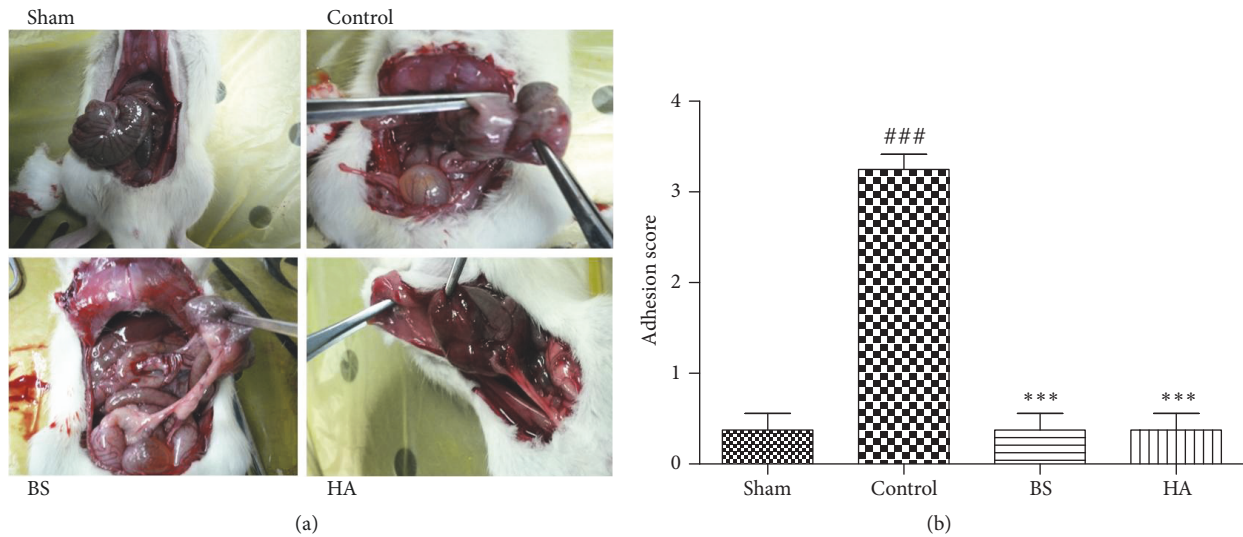 Sham
Control
BS
HA
(a)
Adhesion score
4
3
2
1
0
###
***
***
Sham
Control
BS
HA
(b)